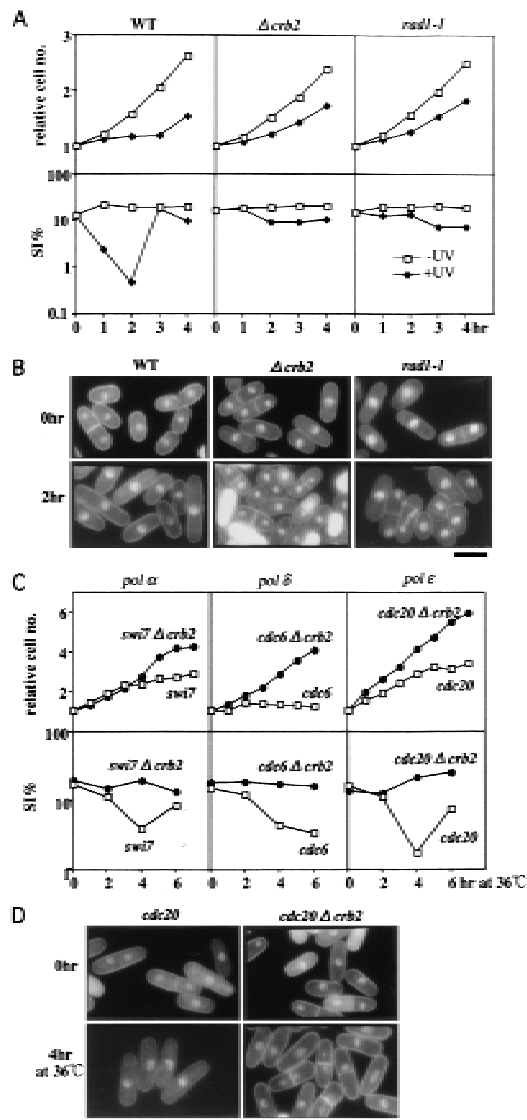 A
WT Δcrb2 rad1-1
relative cell no.
3
2
1
100
10
1
0.1
SI%
-UV
+UV
0 1 2 3 4 0 1 2 3 4 0 1 2 3 4 hr
B
WT Δcrb2 rad1-1
0hr
2hr
C
pol α pol δ pol ε
relative cell no.
6
4
2
swi7 Δcrb2
swi7
cdc6 Δcrb2
cdc6
cdc20 Δcrb2
cdc20
SI%
10
1
swi7 Δcrb2
swi7
cdc6 Δcrb2
cdc6
cdc20 Δcrb2
cdc20
0 2 4 6 0 2 4 6 0 2 4 6 hr at 36℃
D
cdc20 cdc20 Δcrb2
0hr
4hr
at 36℃